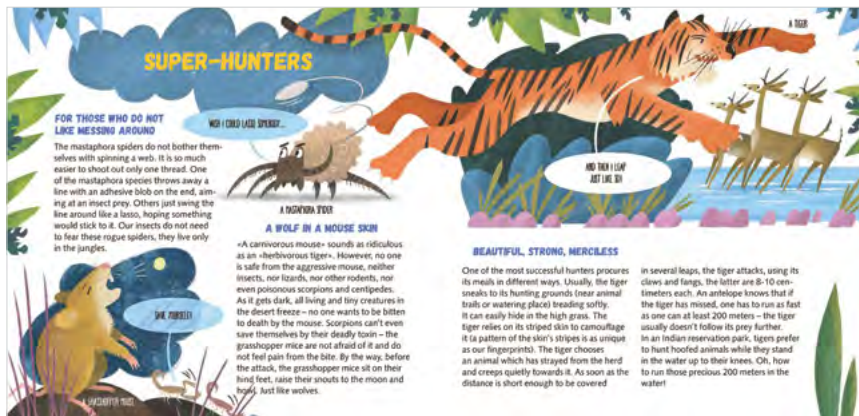 SUPER-HUNTERS
FOR THOSE WHO DO NOT
LIKE MESSING AROUND
The mastaphora spiders do not bother them-
selves with spinning a web. It is so much
easier to shoot out only one thread. One
of the mastaphora species throws away a
line with an adhesive blob on the end, aim-
ing at an insect prey. Others just swing the
line around like a lasso, hoping something
would stick to it. Our insects do not need
to fear these rogue spiders, they live only
in the jungles.
WISH I COULD LASSO SOMEBODY...
A MASTAPHORA SPIDER
A GRASSHOPPER MOUSE
A WOLF IN A MOUSE SKIN
«A carnivorous mouse» sounds as ridiculous
as an «herbivorous tiger». However, no one
is safe from the aggressive mouse, neither
insects, nor lizards, nor other rodents, nor
even poisonous scorpions and centipedes.
As it gets dark, all living and tiny creatures in
the desert freeze – no one wants to be bitten
to death by the mouse. Scorpions can't even
save themselves by their deadly toxin – the
grasshopper mice are not afraid of it and do
not feel pain from the bite. By the way, before
the attack, the grasshopper mice sit on their
hind feet, raise their snouts to the moon and
howl. Just like wolves.
A TIGER
AND THEN I LEAP
JUST LIKE SO!
BEAUTIFUL, STRONG, MERCILESS
One of the most successful hunters procures
its meals in different ways. Usually, the tiger
sneaks to its hunting grounds (near animal
trails or watering place) treading softly.
It can easily hide in the high grass. The
tiger relies on its striped skin to camouflage
it (a pattern of the skin's stripes is as unique
as our fingerprints). The tiger chooses
an animal which has strayed from the herd
and creeps quietly towards it. As soon as the
distance is short enough to be covered
in several leaps, the tiger attacks, using its
claws and fangs, the latter are 8-10 cen-
timeters each. An antelope knows that if
the tiger has missed, one has to run as fast
as one can at least 200 meters – the tiger
usually doesn't follow its prey further.
In an Indian reservation park, tigers prefer
to hunt hoofed animals while they stand
in the water up to their knees. Oh, how
to run those precious 200 meters in the
water!